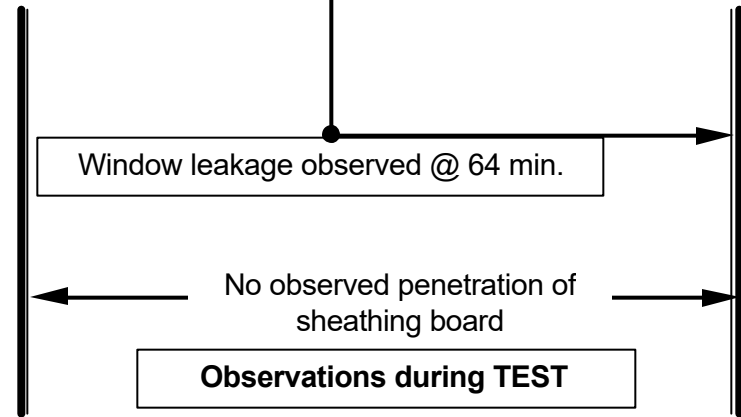 Window leakage observed @ 64 min.
No observed penetration of
sheathing board
Observations during TEST